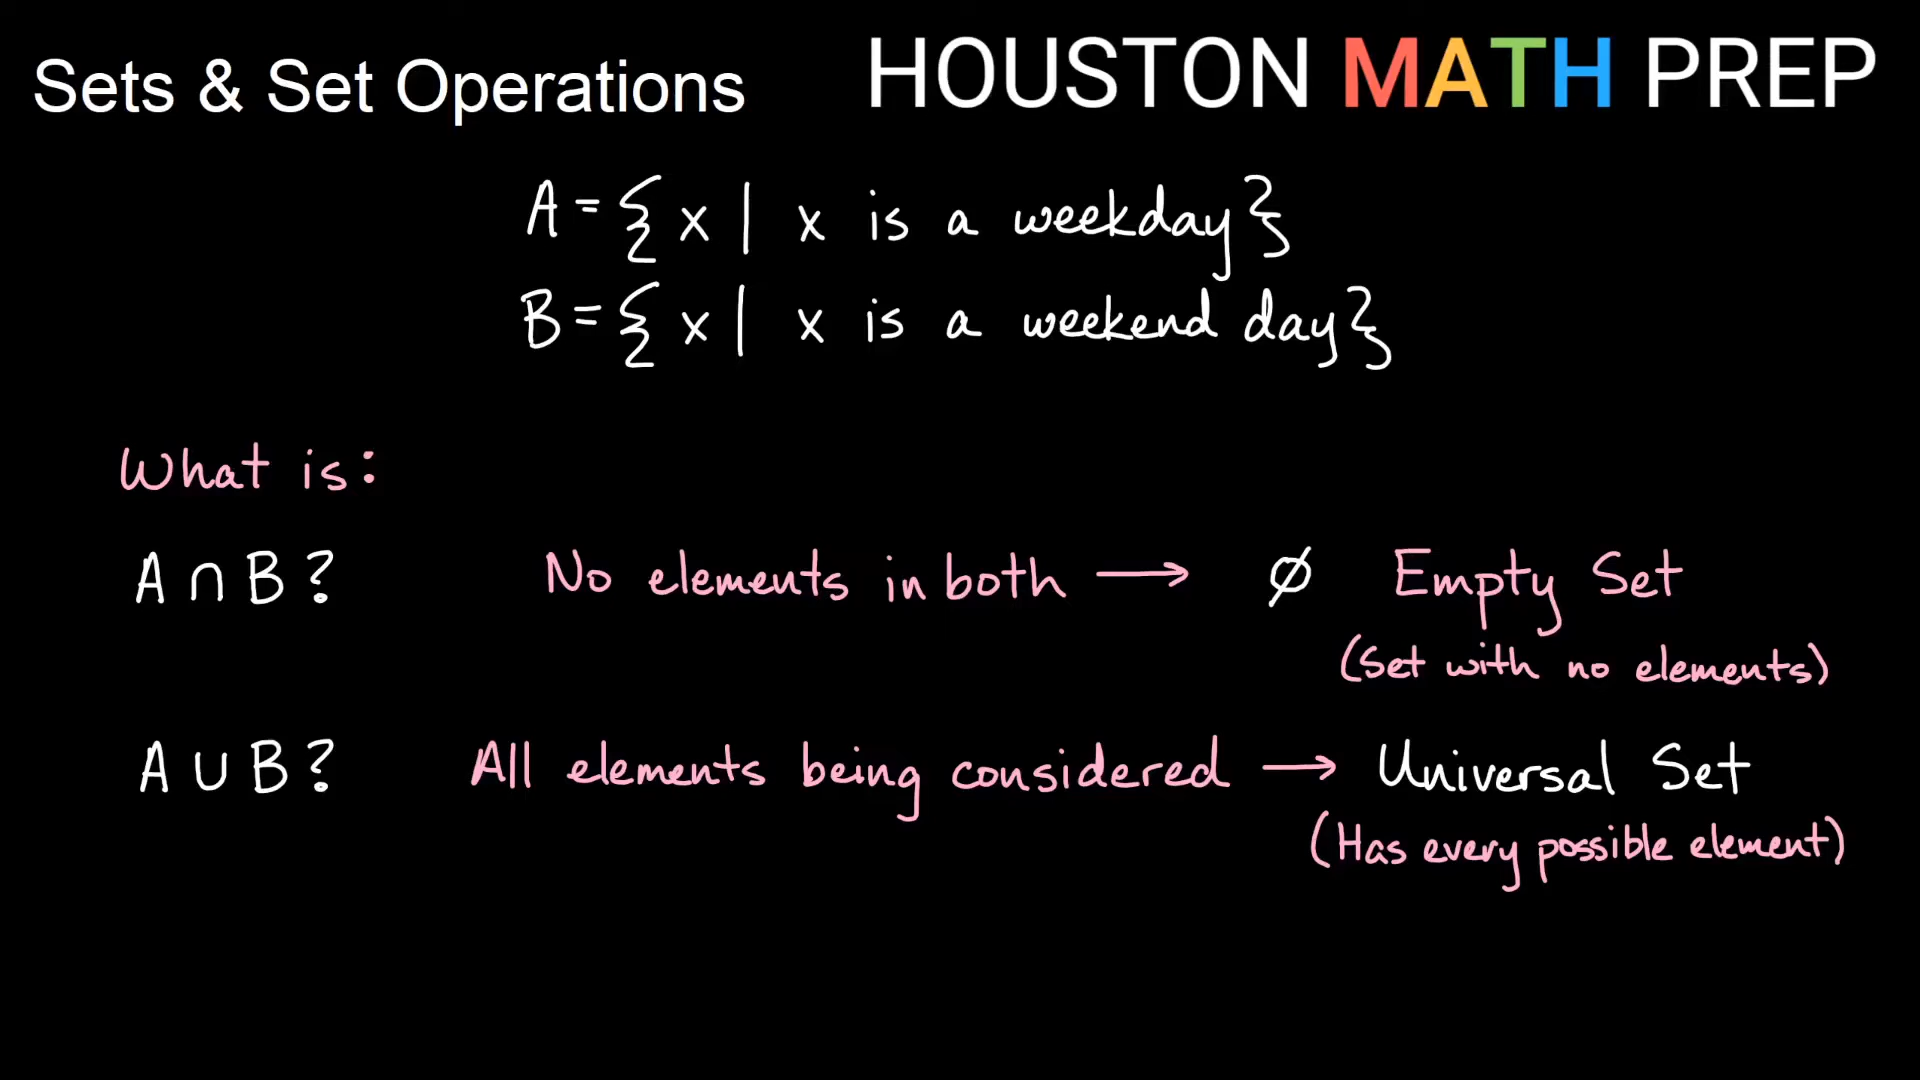 Sets & Set Operations
HOUSTON MATH PREP
A = { x | x is a weekday }
B = { x | x is a weekend day }
What is:
A ∩ B ? No elements in both → ∅ Empty Set
(Set with no elements)
A ∪ B ? All elements being considered → Universal Set
(Has every possible element)